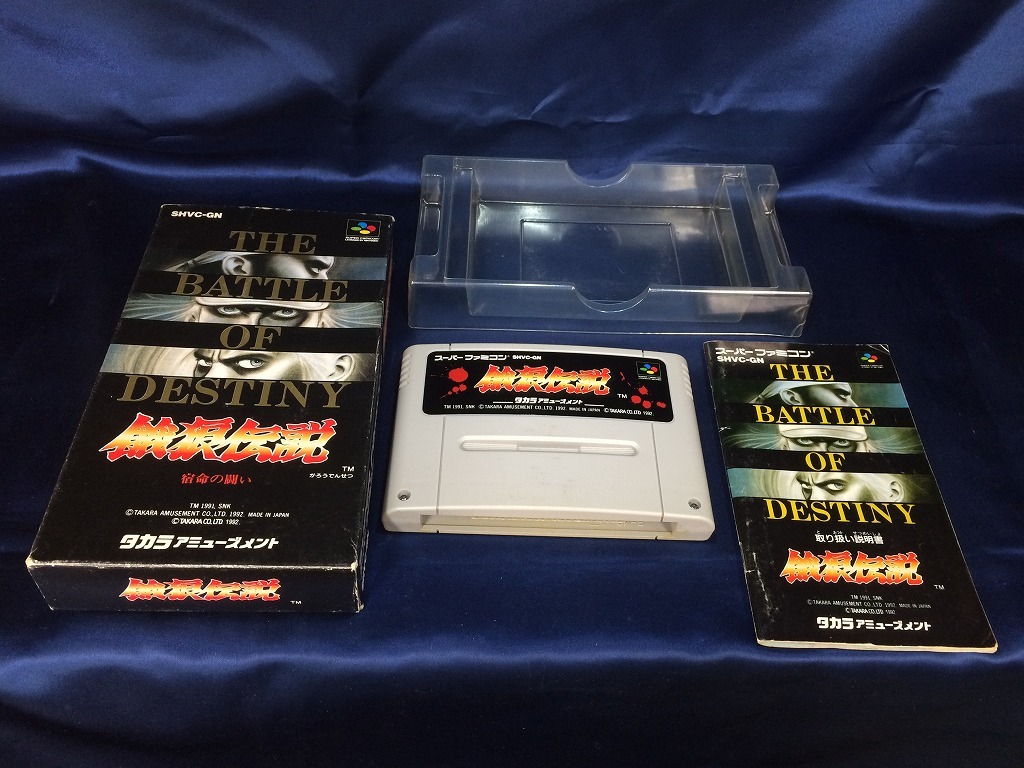 SHVC-GN
THE
BATTLE
OF
DESTINY
餓狼伝説
TM
宿命の闘い
がろうでんせつ
TM 1991, SNK
©TAKARA AMUSEMENT CO., LTD. 1992. MADE IN JAPAN
©TAKARA CO., LTD 1992.
タカラ アミューズメント
餓狼伝説
TM
スーパーファミコン SHVC-GN
餓狼伝説
TM
タカラ アミューズメント
TM 1991, SNK ©TAKARA AMUSEMENT CO., LTD 1992. MADE IN JAPAN ©TAKARA CO., LTD 1992.
スーパーファミコン
SHVC-GN
THE
BATTLE
OF
DESTINY
取り扱い説明書
餓狼伝説
TM
TM 1991, SNK
©TAKARA AMUSEMENT CO., LTD. 1992. MADE IN JAPAN
©TAKARA CO., LTD 1992
タカラ アミューズメント